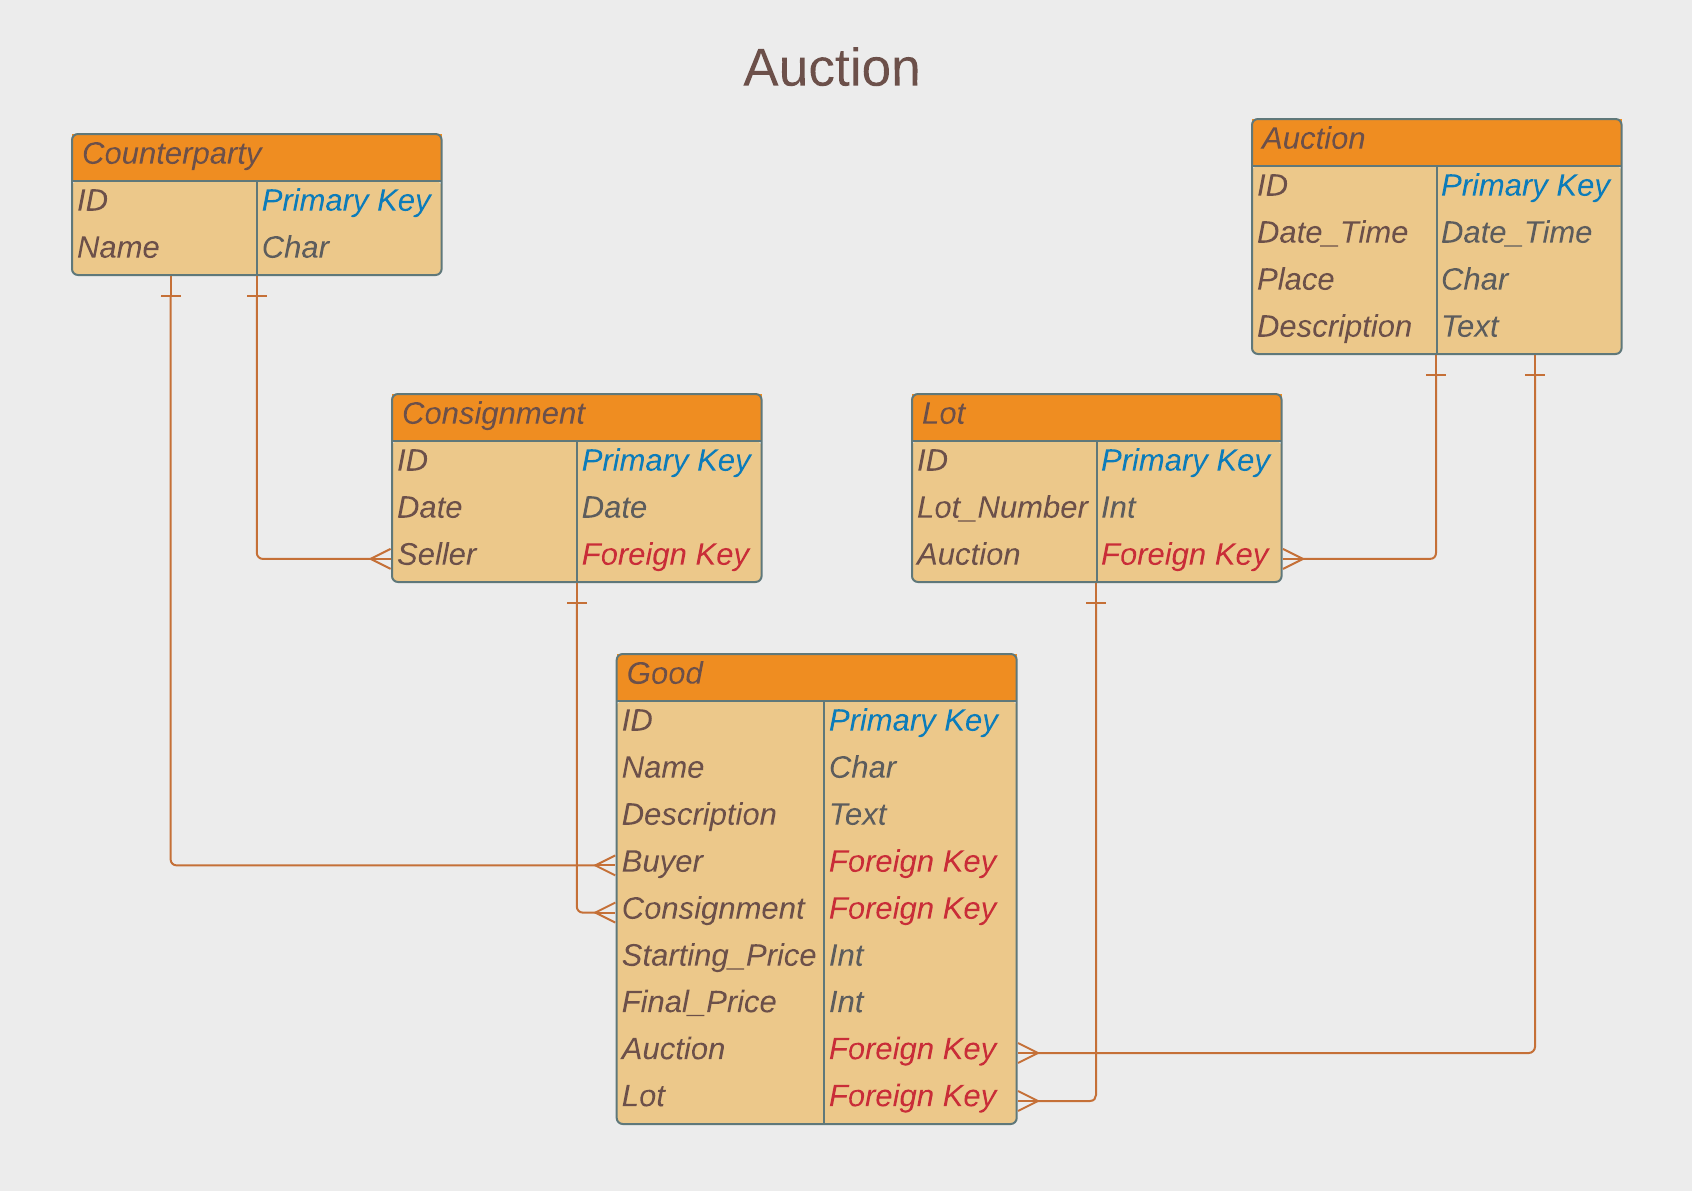 Auction
Counterparty
ID Primary Key
Name Char
Auction
ID Primary Key
Date_Time Date_Time
Place Char
Description Text
Consignment
ID Primary Key
Date Date
Seller Foreign Key
Lot
ID Primary Key
Lot_Number Int
Auction Foreign Key
Good
ID Primary Key
Name Char
Description Text
Buyer Foreign Key
Consignment Foreign Key
Starting_Price Int
Final_Price Int
Auction Foreign Key
Lot Foreign Key